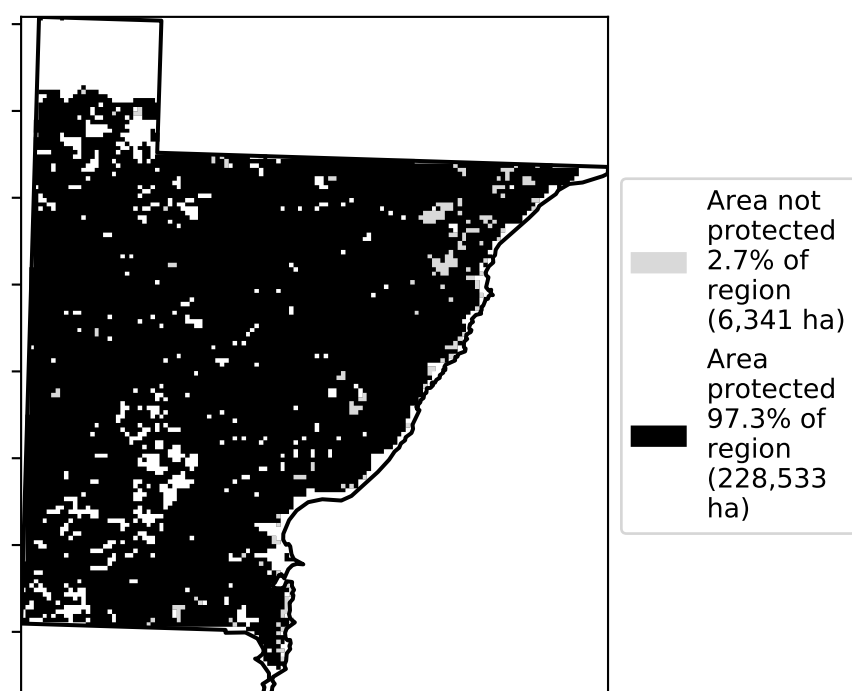 Area not
protected
2.7% of
region
(6,341 ha)
Area
protected
97.3% of
region
(228,533
ha)